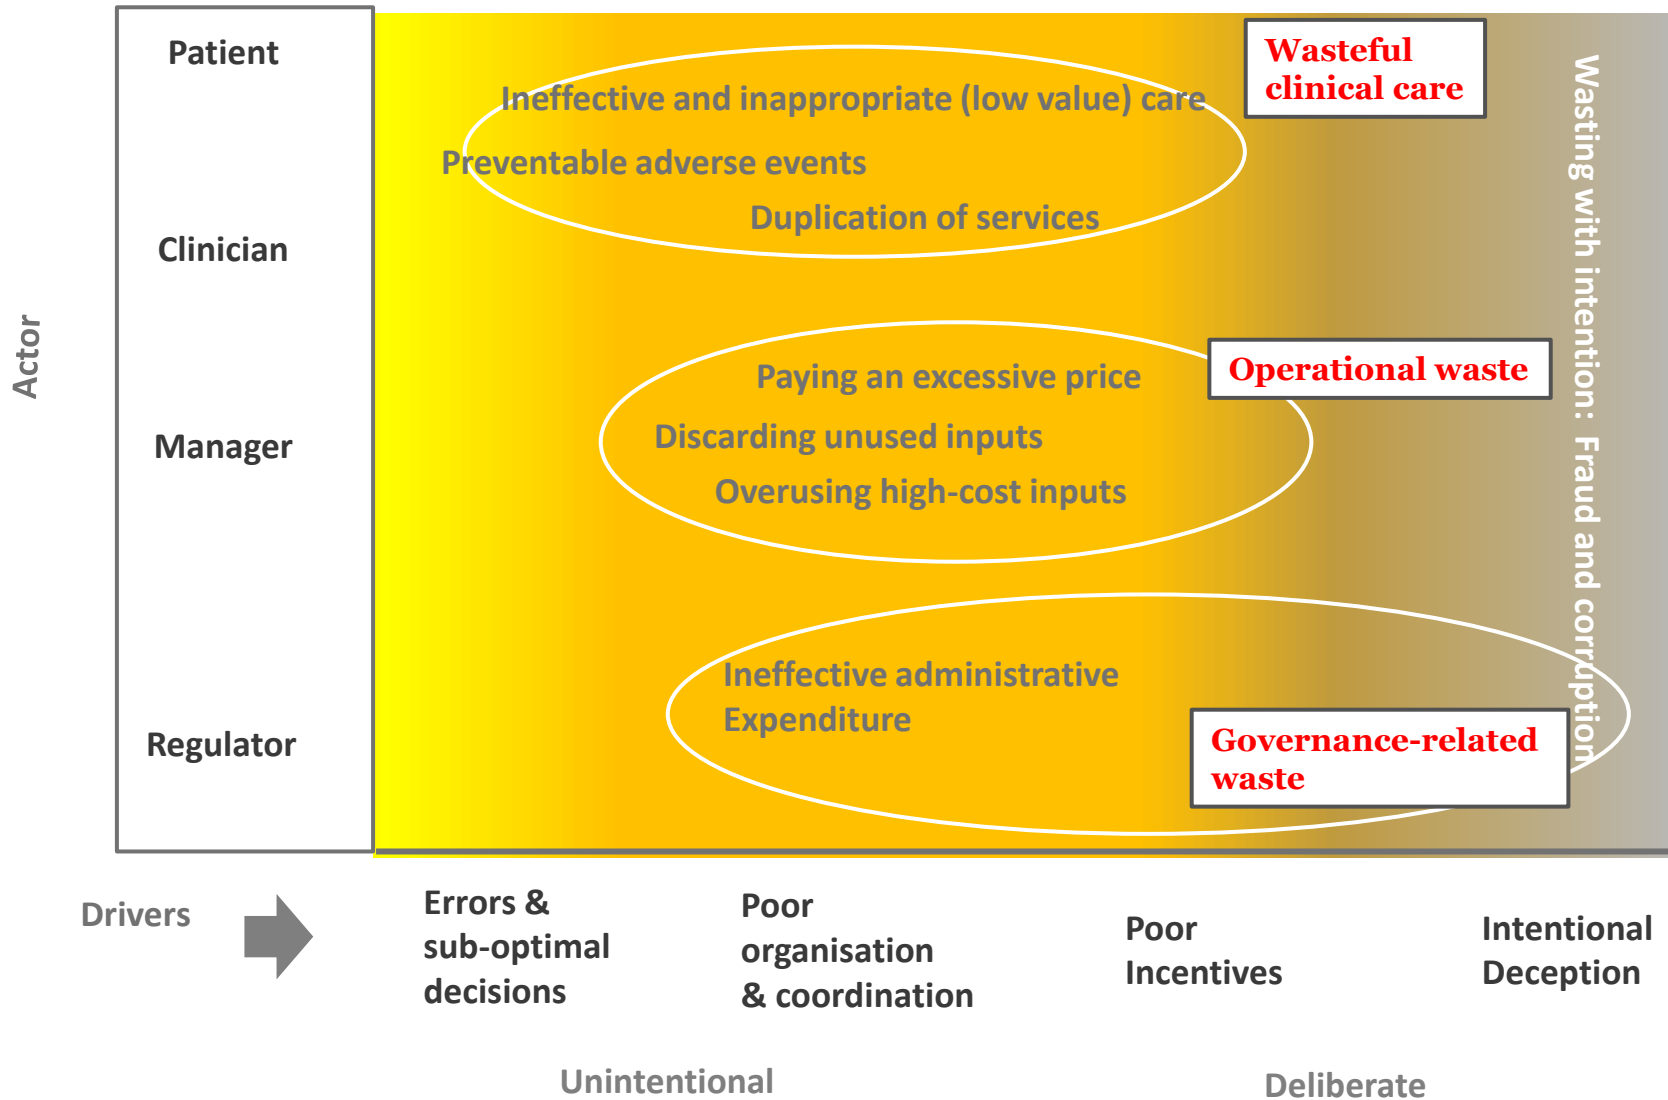 Patient
Clinician
Manager
Regulator
Actor
Ineffective and inappropriate (low value) care
Preventable adverse events
Duplication of services
Wasteful
clinical care
Paying an excessive price
Discarding unused inputs
Overusing high-cost inputs
Operational waste
Ineffective administrative
Expenditure
Governance-related
waste
Wasting with intention: Fraud and corruption
Drivers
Errors &
sub-optimal
decisions
Poor
organisation
& coordination
Poor
Incentives
Intentional
Deception
Unintentional
Deliberate